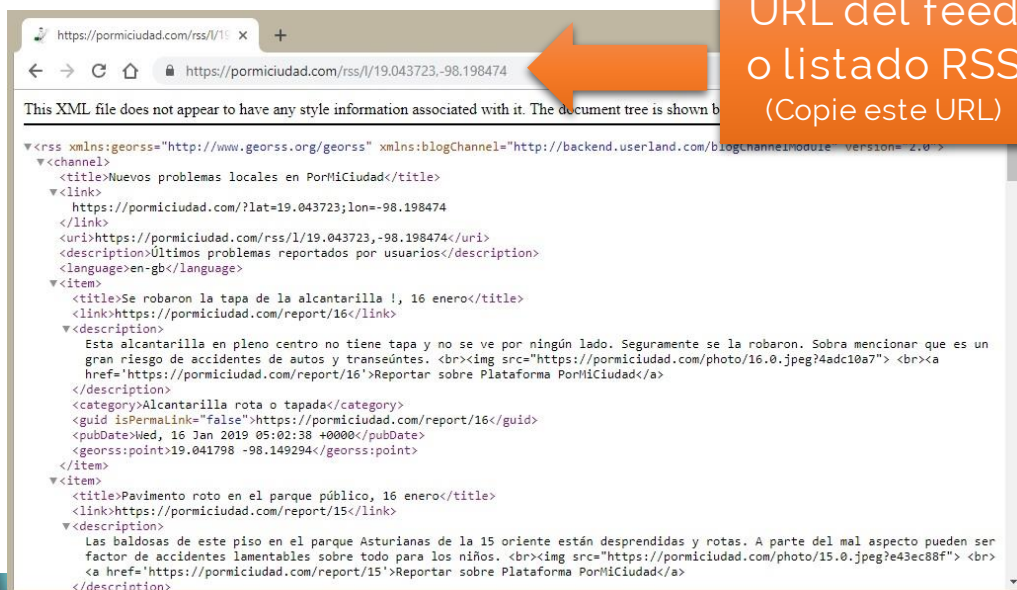 URL del feed
o listado RSS
(Copie este URL)
https://pormiciudad.com/rss/l/19
https://pormiciudad.com/rss/l/19.043723,-98.198474
This XML file does not appear to have any style information associated with it. The document tree is shown b
<rss xmlns:georss="http://www.georss.org/georss" xmlns:blogChannel="http://backend.userland.com/blogChannelModule" version="2.0">
<channel>
<title>Nuevos problemas locales en PorMiCiudad</title>
<link>
https://pormiciudad.com/?lat=19.043723;lon=-98.198474
</link>
<uri>https://pormiciudad.com/rss/l/19.043723,-98.198474</uri>
<description>Últimos problemas reportados por usuarios</description>
<language>en-gb</language>
<item>
<title>Se robaron la tapa de la alcantarilla !, 16 enero</title>
<link>https://pormiciudad.com/report/16</link>
<description>
Esta alcantarilla en pleno centro no tiene tapa y no se ve por ningún lado. Seguramente se la robaron. Sobra mencionar que es un
gran riesgo de accidentes de autos y transeúntes. <br><img src="https://pormiciudad.com/photo/16.0.jpeg?4adc10a7"> <br><a
href='https://pormiciudad.com/report/16'>Reportar sobre Plataforma PorMiCiudad</a>
</description>
<category>Alcantarilla rota o tapada</category>
<guid isPermaLink="false">https://pormiciudad.com/report/16</guid>
<pubDate>Wed, 16 Jan 2019 05:02:38 +0000</pubDate>
<georss:point>19.041798 -98.149294</georss:point>
</item>
<item>
<title>Pavimento roto en el parque público, 16 enero</title>
<link>https://pormiciudad.com/report/15</link>
<description>
Las baldosas de este piso en el parque Asturianas de la 15 oriente están desprendidas y rotas. A parte del mal aspecto pueden ser
factor de accidentes lamentables sobre todo para los niños. <br><img src="https://pormiciudad.com/photo/15.0.jpeg?e43ec88f"> <br>
<a href='https://pormiciudad.com/report/15'>Reportar sobre Plataforma PorMiCiudad</a>
</description>